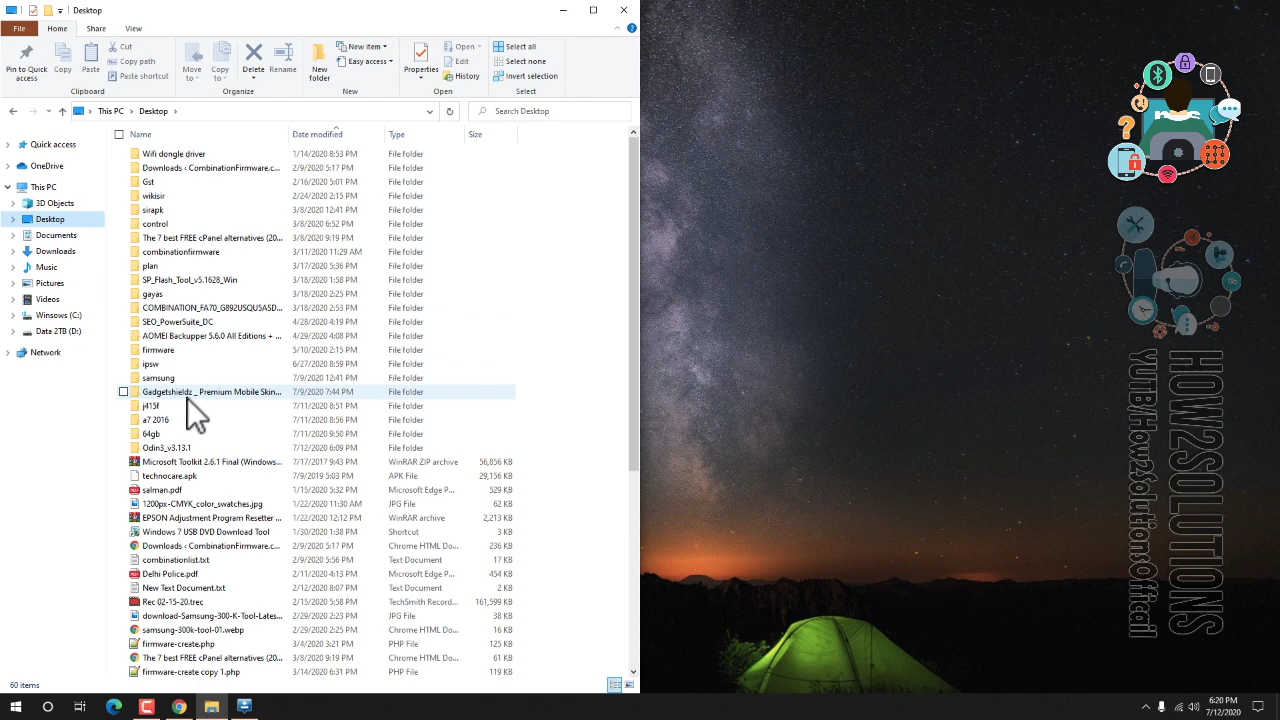 Desktop
File
Home
Share
View
Pin to Quick access
Copy
Paste
Cut
Copy path
Paste shortcut
Clipboard
Move to
Copy to
Delete
Rename
Organize
New folder
New item
Easy access
New
Properties
Open
Edit
History
Open
Select all
Select none
Invert selection
Select
This PC
Desktop
Search Desktop
Quick access
OneDrive
This PC
3D Objects
Desktop
Documents
Downloads
Music
Pictures
Videos
Windows (C:)
Data 2TB (D:)
Network
Name Date modified Type Size
Wifi dongle driver 1/14/2020 8:53 PM File folder
Downloads ‹ CombinationFirmware.c... 2/9/2020 5:17 PM File folder
Gst 2/16/2020 5:01 PM File folder
wikisir 2/24/2020 2:15 PM File folder
sirapk 3/8/2020 12:41 PM File folder
control 3/8/2020 6:52 PM File folder
The 7 best FREE cPanel alternatives (20... 3/8/2020 9:19 PM File folder
combinationfirmware 3/11/2020 11:29 AM File folder
plan 3/17/2020 5:36 PM File folder
SP_Flash_Tool_v5.1628_Win 3/18/2020 1:58 PM File folder
gayas 3/18/2020 2:25 PM File folder
COMBINATION_FA70_G892USQU5ASD... 3/18/2020 2:53 PM File folder
SEO_PowerSuite_DC 4/28/2020 4:19 PM File folder
AOMEI Backupper 5.6.0 All Editions + ... 4/29/2020 4:08 PM File folder
firmware 5/10/2020 2:15 PM File folder
ipsw 6/27/2020 8:59 PM File folder
samsung 7/9/2020 12:41 PM File folder
Gadgetshieldz _ Premium Mobile Skin... 7/9/2020 7:44 PM File folder
j415f 7/11/2020 8:51 PM File folder
a7 2016 7/11/2020 8:56 PM File folder
64gb 7/11/2020 9:50 PM File folder
Odin3_v3.13.1 7/12/2020 6:09 PM File folder
Microsoft Toolkit 2.6.1 Final (Windows... 7/17/2017 9:43 PM WinRAR ZIP archive 56,856 KB
technocare.apk 7/9/2019 5:03 PM APK File 29,156 KB
salman.pdf 1/15/2020 5:32 PM Microsoft Edge P... 529 KB
1200px-CMYK_color_swatches.jpg 1/22/2020 11:30 AM JPG File 62 KB
EPSON Adjustment Program Resetter ... 1/22/2020 12:12 PM WinRAR archive 2,213 KB
Windows 7 USB DVD Download Tool 1/30/2020 1:38 PM Shortcut 3 KB
Downloads ‹ CombinationFirmware.c... 2/9/2020 5:17 PM Chrome HTML Do... 236 KB
combinationlist.txt 2/9/2020 5:56 PM Text Document 17 KB
Delhi Police.pdf 2/11/2020 4:13 PM Microsoft Edge P... 454 KB
New Text Document.txt 2/12/2020 8:07 PM Text Document 2 KB
Rec 02-15-20.trec 2/15/2020 5:58 PM TechSmith Record... 161,599 KB
download-Samsung-300-K-Tool-Lates... 2/29/2020 2:23 PM JPG File 38 KB
samsung-300k-tool-01.webp 2/29/2020 2:25 PM Chrome HTML Do... 16 KB
firmware-create.php 3/4/2020 3:21 PM PHP File 125 KB
The 7 best FREE cPanel alternatives (20... 3/8/2020 9:19 PM Chrome HTML Do... 61 KB
firmware-create copy 1.php 3/14/2020 6:31 PM PHP File 119 KB
60 items
HOW2SOLUTIONS
YUTB/How2SolutionsOfficail
6:20 PM
7/12/2020